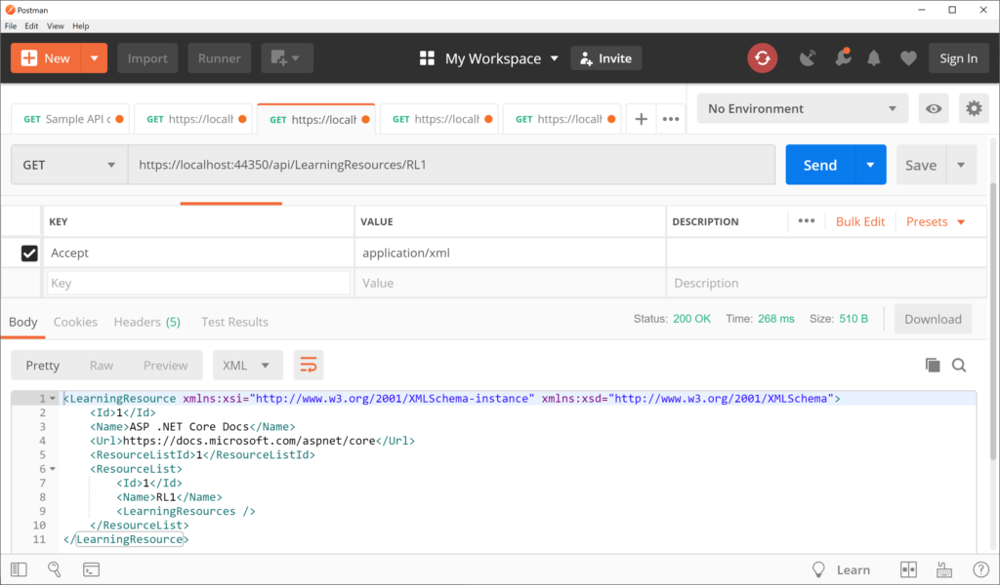 Postman
File Edit View Help
New Import Runner My Workspace Invite Sign In
GET Sample API c GET https://localh GET https://localh GET https://localh GET https://localh + ••• No Environment
GET https://localhost:44350/api/LearningResources/RL1 Send Save
KEY VALUE DESCRIPTION ••• Bulk Edit Presets
Accept application/xml
Key Value Description
Body Cookies Headers (5) Test Results Status: 200 OK Time: 268 ms Size: 510 B Download
Pretty Raw Preview XML
1 <LearningResource xmlns:xsi="http://www.w3.org/2001/XMLSchema-instance" xmlns:xsd="http://www.w3.org/2001/XMLSchema">
2 <Id>1</Id>
3 <Name>ASP .NET Core Docs</Name>
4 <Url>https://docs.microsoft.com/aspnet/core</Url>
5 <ResourceListId>1</ResourceListId>
6 <ResourceList>
7 <Id>1</Id>
8 <Name>RL1</Name>
9 <LearningResources />
10 </ResourceList>
11 </LearningResource>
Learn ?